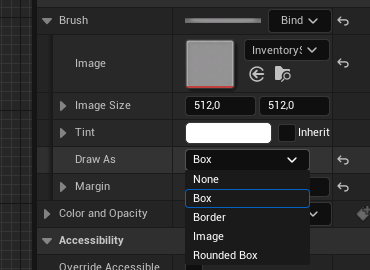 Brush
Bind
Image
InventoryS
Image Size
512,0
512,0
Tint
Inherit
Draw As
Box
None
Margin
Box
Color and Opacity
Border
Image
Accessibility
Rounded Box
Override Accessible